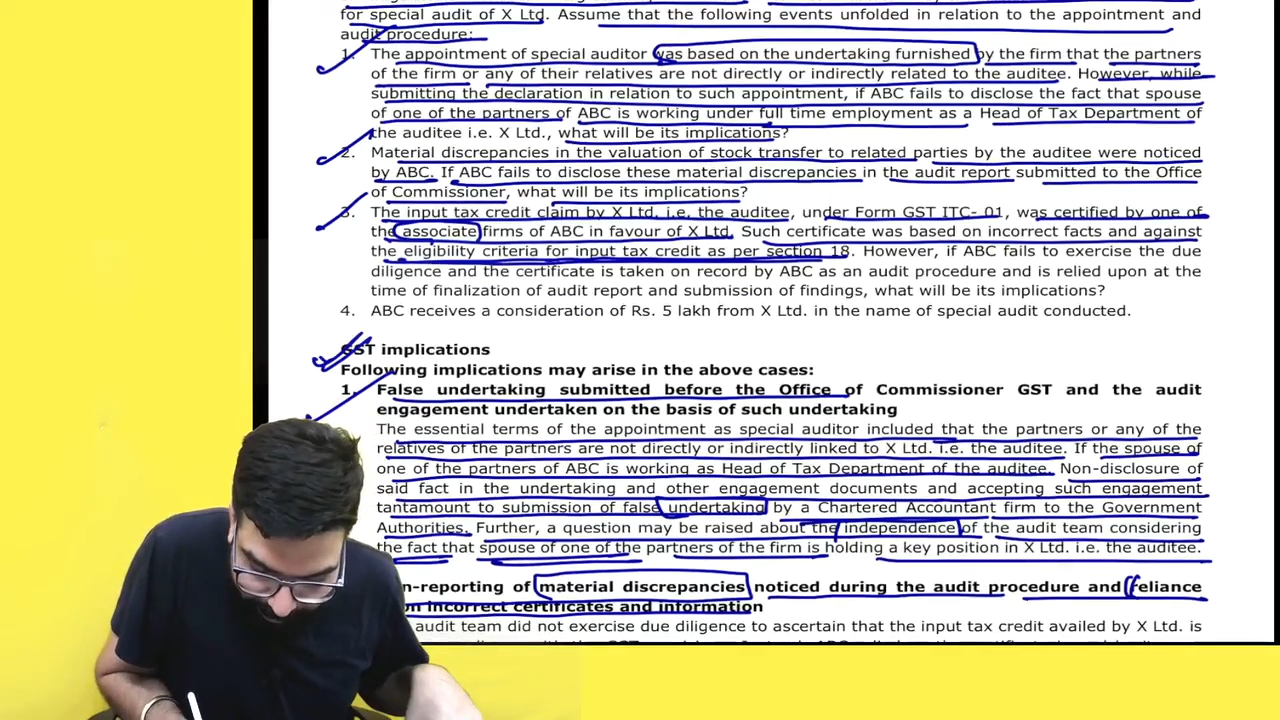 for special audit of X Ltd. Assume that the following events unfolded in relation to the appointment and
audit procedure:
1. The appointment of special auditor was based on the undertaking furnished by the firm that the partners
of the firm or any of their relatives are not directly or indirectly related to the auditee. However, while
submitting the declaration in relation to such appointment, if ABC fails to disclose the fact that spouse
of one of the partners of ABC is working under full time employment as a Head of Tax Department of
the auditee i.e. X Ltd., what will be its implications?
2. Material discrepancies in the valuation of stock transfer to related parties by the auditee were noticed
by ABC. If ABC fails to disclose these material discrepancies in the audit report submitted to the Office
of Commissioner, what will be its implications?
3. The input tax credit claim by X Ltd. i.e. the auditee, under Form GST ITC- 01, was certified by one of
the associate firms of ABC in favour of X Ltd. Such certificate was based on incorrect facts and against
the eligibility criteria for input tax credit as per section 18. However, if ABC fails to exercise the due
diligence and the certificate is taken on record by ABC as an audit procedure and is relied upon at the
time of finalization of audit report and submission of findings, what will be its implications?
4. ABC receives a consideration of Rs. 5 lakh from X Ltd. in the name of special audit conducted.
GST implications
Following implications may arise in the above cases:
1. False undertaking submitted before the Office of Commissioner GST and the audit
engagement undertaken on the basis of such undertaking
The essential terms of the appointment as special auditor included that the partners or any of the
relatives of the partners are not directly or indirectly linked to X Ltd. i.e. the auditee. If the spouse of
one of the partners of ABC is working as Head of Tax Department of the auditee. Non-disclosure of
said fact in the undertaking and other engagement documents and accepting such engagement
tantamount to submission of false undertaking by a Chartered Accountant firm to the Government
Authorities. Further, a question may be raised about the independence of the audit team considering
the fact that spouse of one of the partners of the firm is holding a key position in X Ltd. i.e. the auditee.
n-reporting of material discrepancies noticed during the audit procedure and reliance
n incorrect certificates and information
audit team did not exercise due diligence to ascertain that the input tax credit availed by X Ltd. is